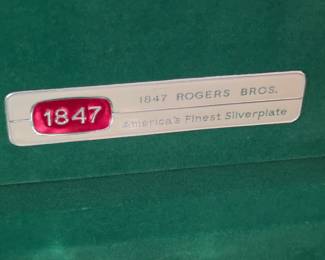 1847
1847 ROGERS BROS.
America's Finest Silverplate